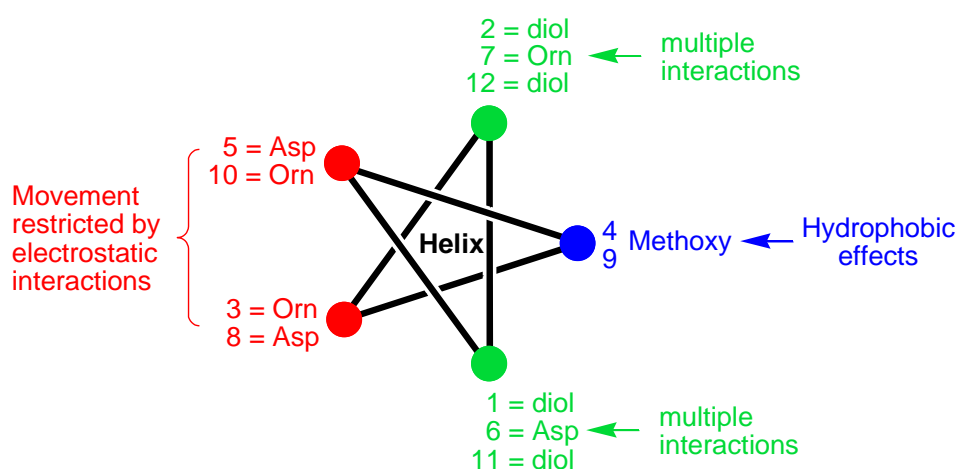 2 = diol
7 = Orn
12 = diol
multiple
interactions
5 = Asp
10 = Orn
Movement
restricted by
electrostatic
interactions
Helix
4
9
Methoxy
Hydrophobic
effects
3 = Orn
8 = Asp
1 = diol
6 = Asp
11 = diol
multiple
interactions